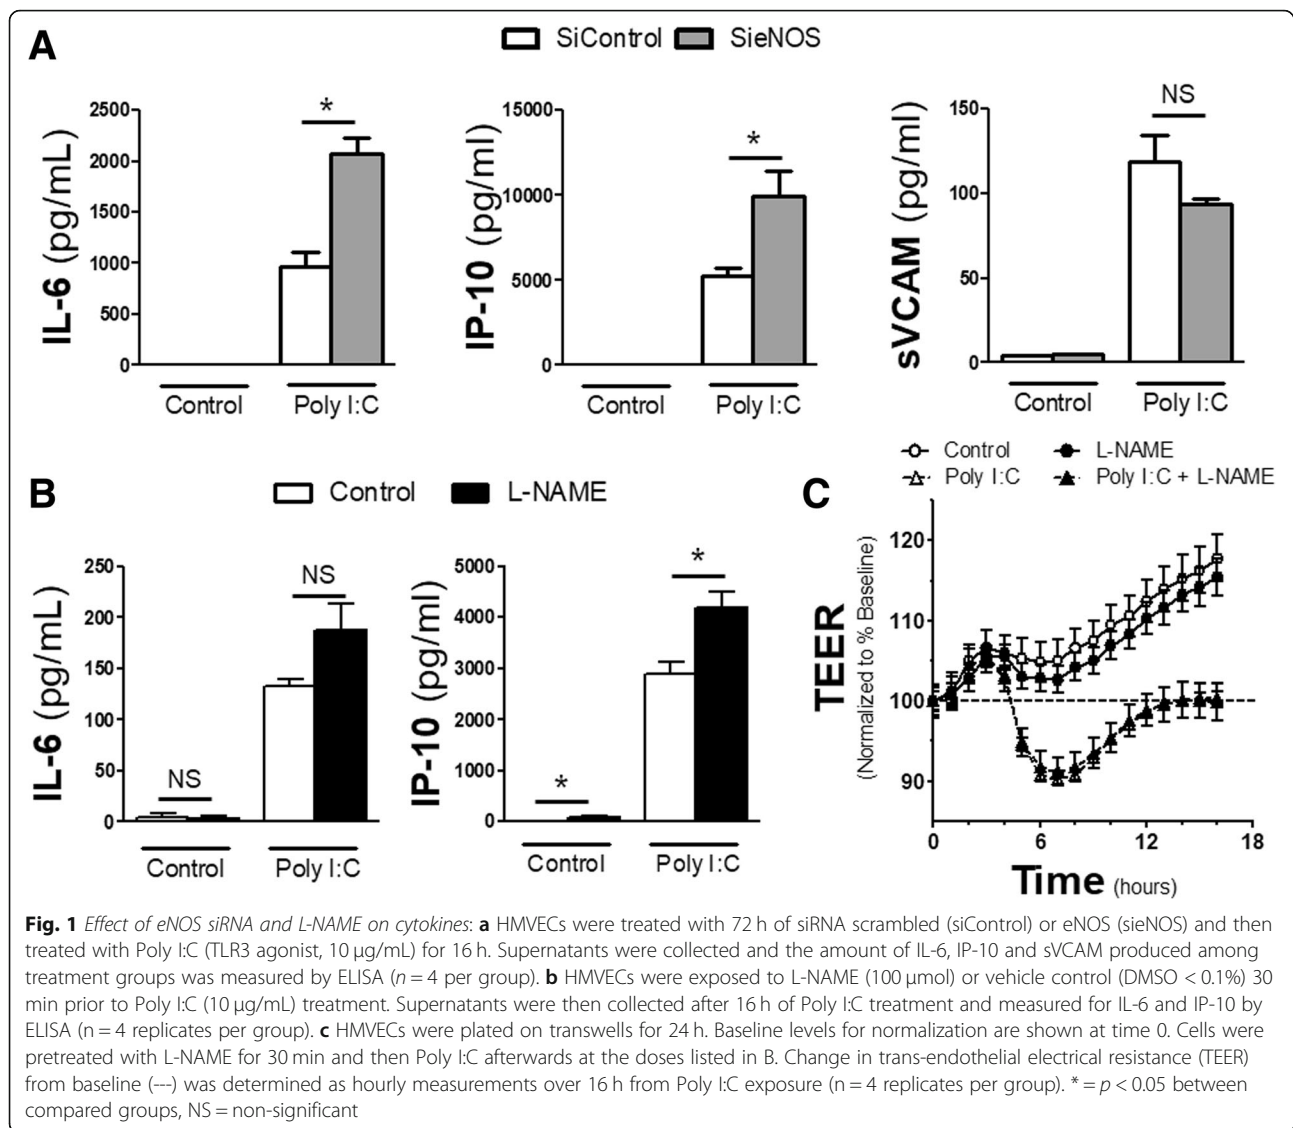 A
SiControl SieNOS
IL-6 (pg/mL)
2500
2000
1500
1000
500
0
*
Control Poly I:C
IP-10 (pg/ml)
15000
10000
5000
0
*
Control Poly I:C
sVCAM (pg/ml)
150
100
50
0
NS
Control Poly I:C
B
Control L-NAME
IL-6 (pg/mL)
250
200
150
100
50
0
NS
NS
Control Poly I:C
IP-10 (pg/ml)
5000
4000
3000
2000
1000
0
*
*
Control Poly I:C
C
Control L-NAME
Poly I:C Poly I:C + L-NAME
TEER
(Normalized to % Baseline)
120
110
100
90
0 6 12 18
Time (hours)
Fig. 1 Effect of eNOS siRNA and L-NAME on cytokines: a HMVECs were treated with 72 h of siRNA scrambled (siControl) or eNOS (sieNOS) and then
treated with Poly I:C (TLR3 agonist, 10 μg/mL) for 16 h. Supernatants were collected and the amount of IL-6, IP-10 and sVCAM produced among
treatment groups was measured by ELISA (n = 4 per group). b HMVECs were exposed to L-NAME (100 μmol) or vehicle control (DMSO < 0.1%) 30
min prior to Poly I:C (10 μg/mL) treatment. Supernatants were then collected after 16 h of Poly I:C treatment and measured for IL-6 and IP-10 by
ELISA (n = 4 replicates per group). c HMVECs were plated on transwells for 24 h. Baseline levels for normalization are shown at time 0. Cells were
pretreated with L-NAME for 30 min and then Poly I:C afterwards at the doses listed in B. Change in trans-endothelial electrical resistance (TEER)
from baseline (---) was determined as hourly measurements over 16 h from Poly I:C exposure (n = 4 replicates per group). * = p < 0.05 between
compared groups, NS = non-significant